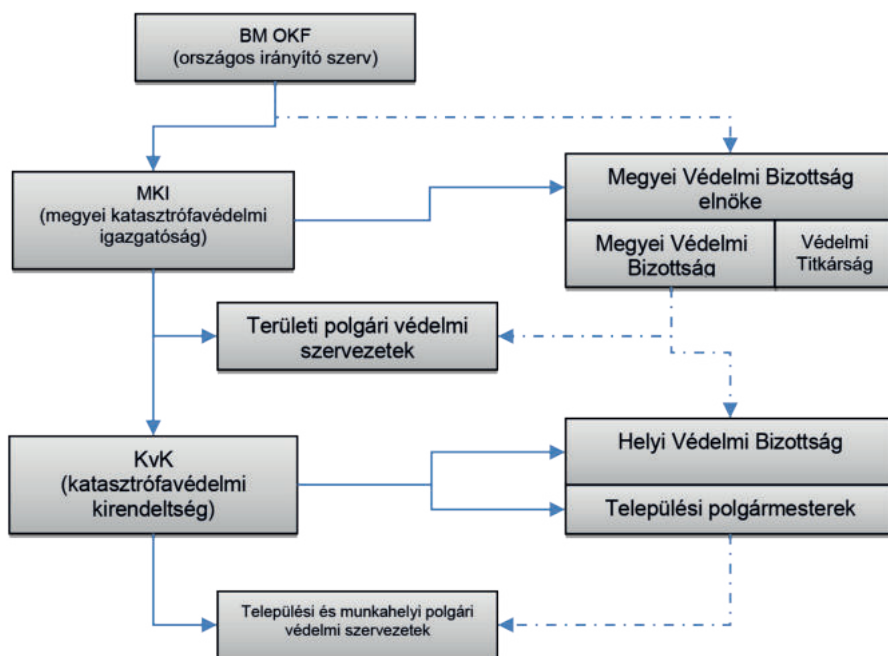 BM OKF
(országos irányító szerv)
MKI
(megyei katasztrófavédelmi
igazgatóság)
Megyei Védelmi Bizottság
elnöke
Megyei Védelmi
Bizottság
Védelmi
Titkárság
Területi polgári védelmi
szervezetek
KvK
(katasztrófavédelmi
kirendeltség)
Helyi Védelmi Bizottság
Települési polgármesterek
Települési és munkahelyi polgári
védelmi szervezetek